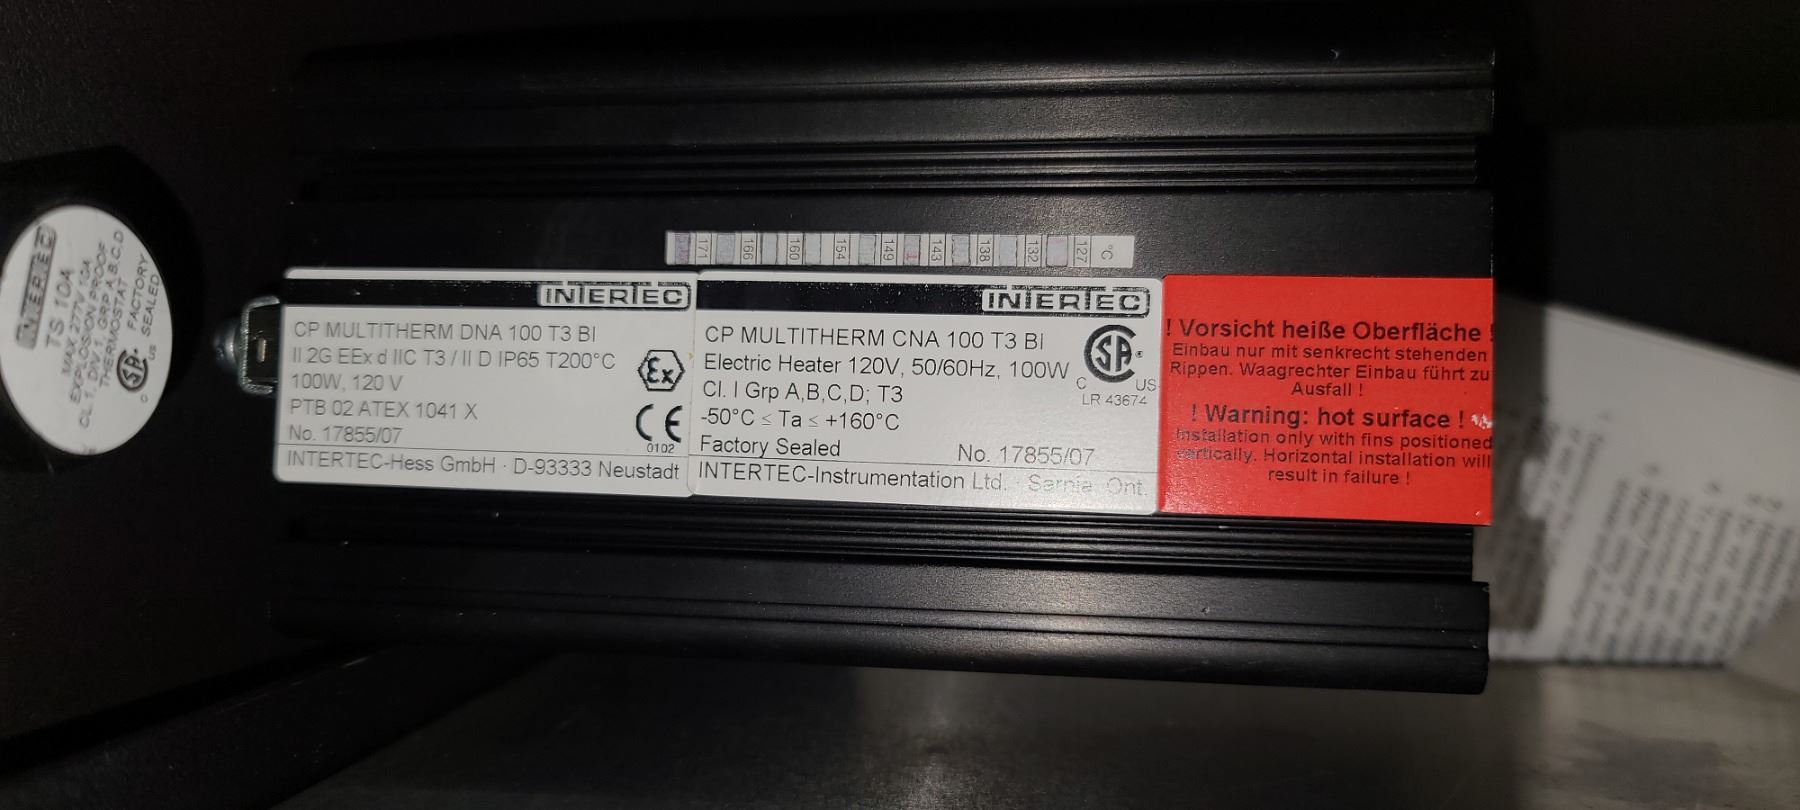 INTERTEC
TS 10A
MAX. 277V 10A
EXPLOSION PROOF
CL. 1, DIV. 1, GRP A,B,C,D
THERMOSTAT
FACTORY
SEALED
SA
C US
171 166 160 154 149 143 138 132 127 °C
INTERTEC
CP MULTITHERM DNA 100 T3 BI
II 2G EEx d IIC T3 / II D IP65 T200°C
100W, 120 V
PTB 02 ATEX 1041 X
No. 17855/07
Ex
CE
0102
INTERTEC-Hess GmbH · D-93333 Neustadt
INTERTEC
CP MULTITHERM CNA 100 T3 BI
Electric Heater 120V, 50/60Hz, 100W
Cl. I Grp A,B,C,D; T3
-50°C ≤ Ta ≤ +160°C
Factory Sealed No. 17855/07
SA
C US
LR 43674
INTERTEC-Instrumentation Ltd. · Sarnia, Ont.
! Vorsicht heiße Oberfläche !
Einbau nur mit senkrecht stehenden
Rippen. Waagrechter Einbau führt zu
Ausfall !
! Warning: hot surface !
Installation only with fins positioned
vertically. Horizontal installation will
result in failure !